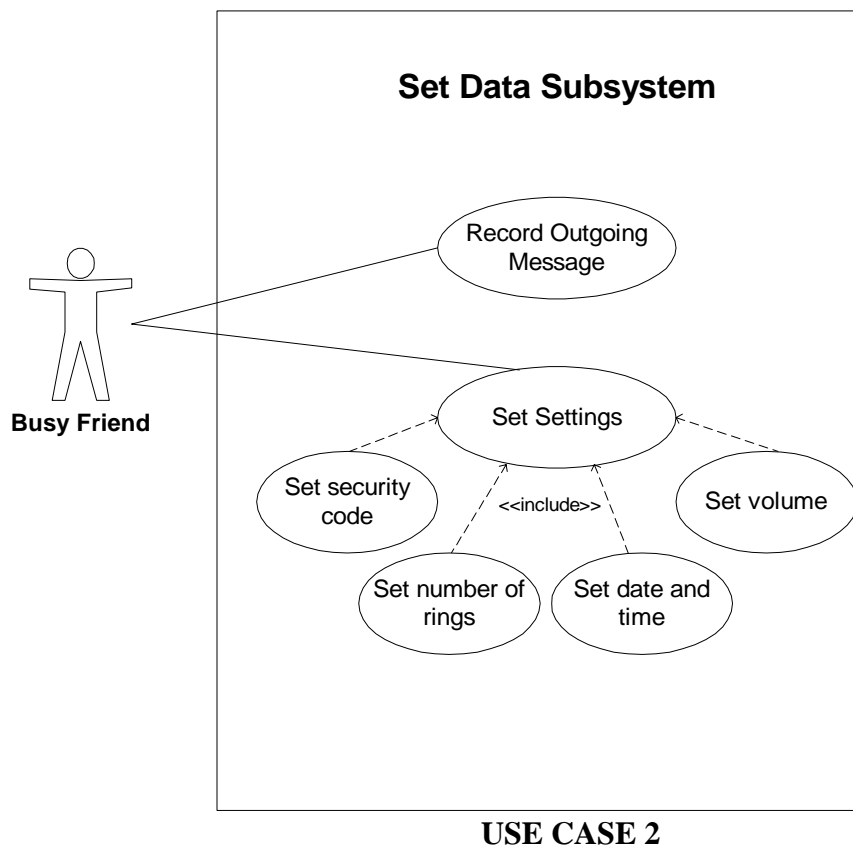 Set Data Subsystem
Record Outgoing
Message
Busy Friend
Set Settings
Set security
code
<<include>>
Set volume
Set number of
rings
Set date and
time
USE CASE 2